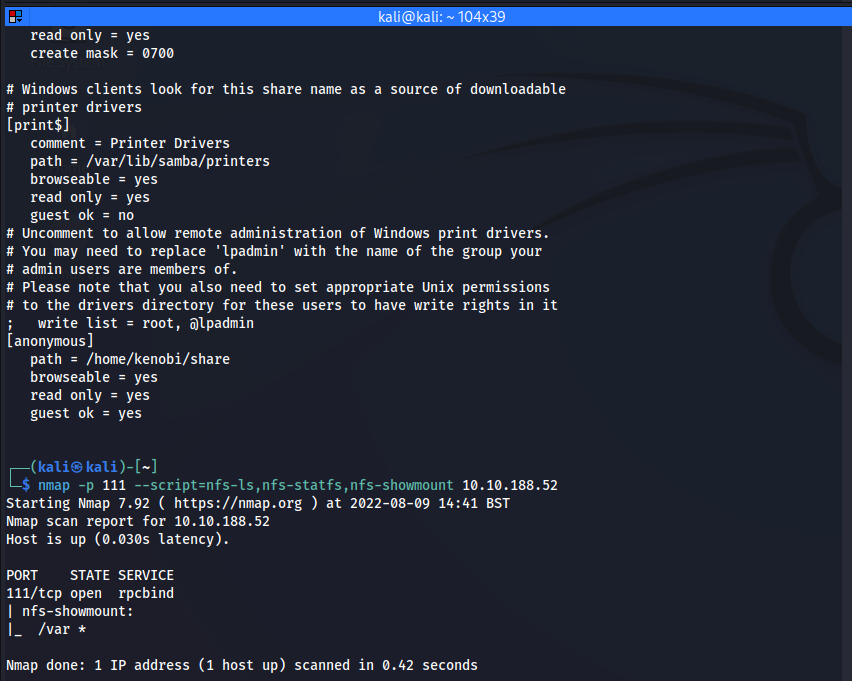 kali@kali: ~ 104x39
   read only = yes
   create mask = 0700

# Windows clients look for this share name as a source of downloadable
# printer drivers
[print$]
   comment = Printer Drivers
   path = /var/lib/samba/printers
   browseable = yes
   read only = yes
   guest ok = no
# Uncomment to allow remote administration of Windows print drivers.
# You may need to replace 'lpadmin' with the name of the group your
# admin users are members of.
# Please note that you also need to set appropriate Unix permissions
# to the drivers directory for these users to have write rights in it
;   write list = root, @lpadmin
[anonymous]
   path = /home/kenobi/share
   browseable = yes
   read only = yes
   guest ok = yes

┌──(kali㉿kali)-[~]
└─$ nmap -p 111 --script=nfs-ls,nfs-statfs,nfs-showmount 10.10.188.52
Starting Nmap 7.92 ( https://nmap.org ) at 2022-08-09 14:41 BST
Nmap scan report for 10.10.188.52
Host is up (0.030s latency).

PORT    STATE SERVICE
111/tcp open  rpcbind
| nfs-showmount:
|_  /var *

Nmap done: 1 IP address (1 host up) scanned in 0.42 seconds